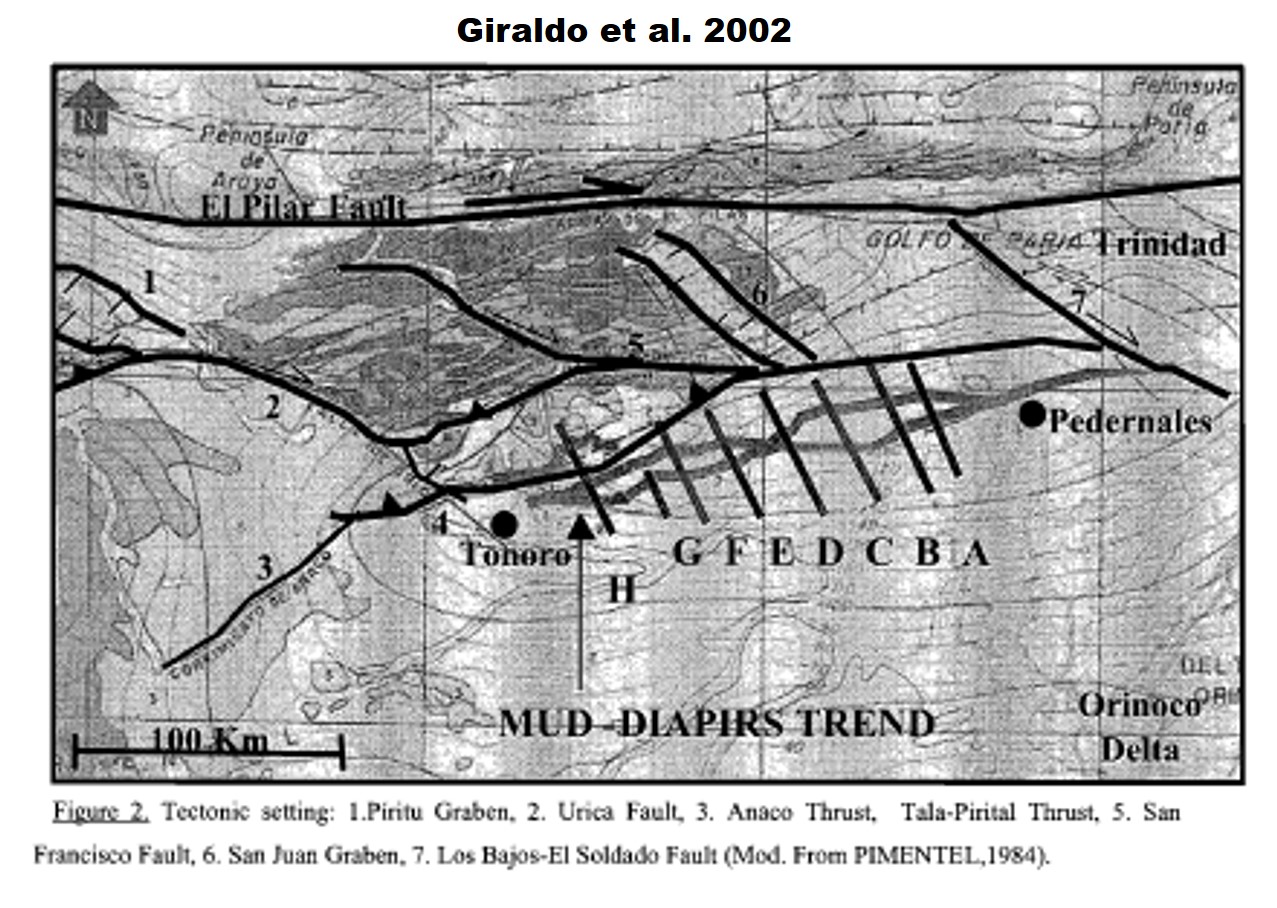 Giraldo et al. 2002
N
Península
de
Paria
Península
de
Araya
El Pilar Fault
GOLFO DE PARIA
Trinidad
1
6
7
5
2
Pedernales
4
Tonoro
G F E D C B A
3
H
CORRIMIENTO DE ANACO
Orinoco
MUD-DIAPIRS TREND
Delta
100 Km
Figure 2. Tectonic setting: 1.Piritu Graben, 2. Urica Fault, 3. Anaco Thrust, Tala-Pirital Thrust, 5. San
Francisco Fault, 6. San Juan Graben, 7. Los Bajos-El Soldado Fault (Mod. From PIMENTEL,1984).